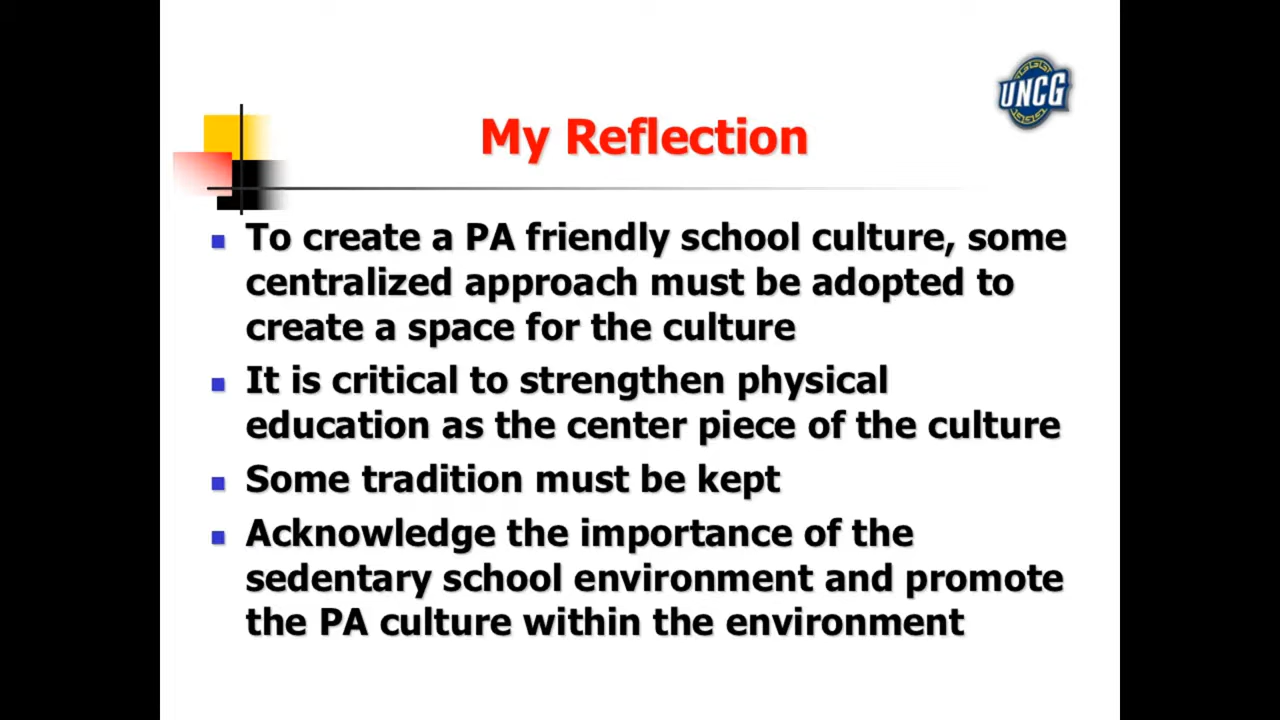 UNCG
My Reflection
To create a PA friendly school culture, some
centralized approach must be adopted to
create a space for the culture
It is critical to strengthen physical
education as the center piece of the culture
Some tradition must be kept
Acknowledge the importance of the
sedentary school environment and promote
the PA culture within the environment